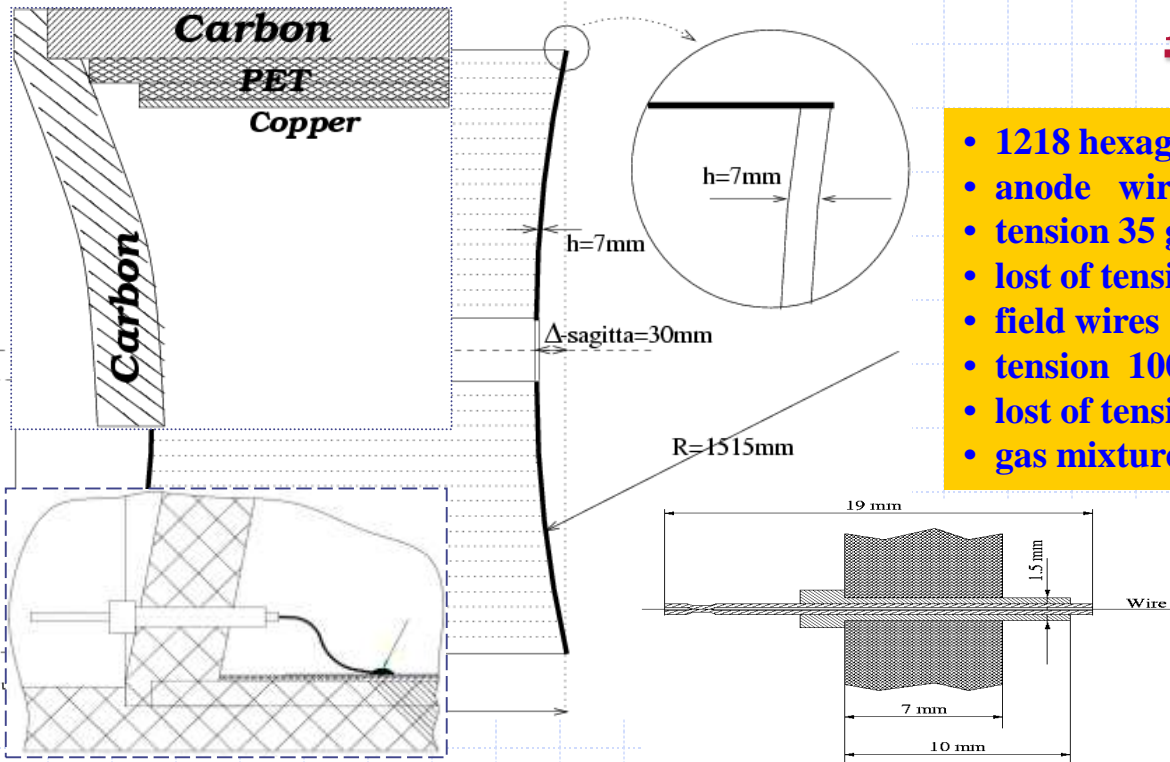 Carbon
PET
Copper
Carbon
h=7mm
h=7mm
Δ-sagitta=30mm
R=1515mm
• 1218 hexag
• anode wir
• tension 35 g
• lost of tensi
• field wires
• tension 100
• lost of tensi
• gas mixture
19 mm
1.5 mm
Wire
7 mm
10 mm